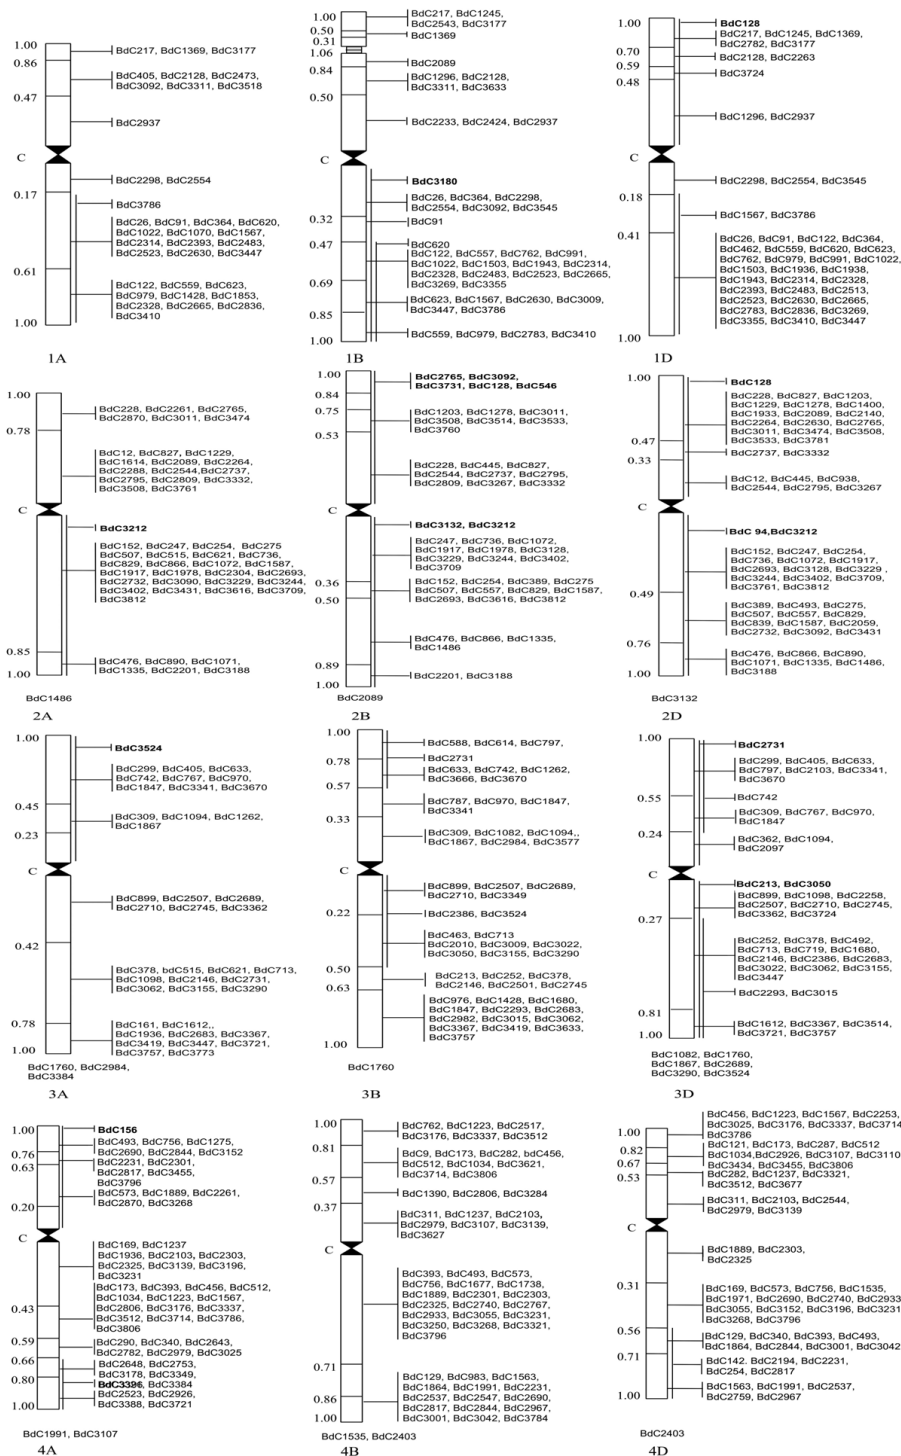 1.00
0.86
0.47
C
0.17
0.61
1.00
BdC217, BdC1369, BdC3177
BdC405, BdC2128, BdC2473,
BdC3092, BdC3311, BdC3518
BdC2937
BdC2298, BdC2554
BdC3786
BdC26, BdC91, BdC364, BdC620,
BdC1022, BdC1070, BdC1567,
BdC2314, BdC2393, BdC2483,
BdC2523, BdC2630, BdC3447
BdC122, BdC559, BdC623,
BdC979, BdC1428, BdC1853,
BdC2328, BdC2665, BdC2836,
BdC3410
1A
1.00
0.50
0.31
1.06
0.84
0.50
C
0.32
0.47
0.69
0.85
1.00
BdC217, BdC1245,
BdC2543, BdC3177
BdC1369
BdC2089
BdC1296, BdC2128,
BdC3311, BdC3633
BdC2233, BdC2424, BdC2937
BdC3180
BdC26, BdC364, BdC2298,
BdC2554, BdC3092, BdC3545
BdC91
BdC620
BdC122, BdC557, BdC762, BdC991,
BdC1022, BdC1503, BdC1943, BdC2314,
BdC2328, BdC2483, BdC2523, BdC2665,
BdC3269, BdC3355
BdC623, BdC1567, BdC2630, BdC3009,
BdC3447, BdC3786
BdC559, BdC979, BdC2783, BdC3410
1B
1.00
0.70
0.59
0.48
C
0.18
0.41
1.00
BdC128
BdC217, BdC1245, BdC1369,
BdC2782, BdC3177
BdC2128, BdC2263
BdC3724
BdC1296, BdC2937
BdC2298, BdC2554, BdC3545
BdC1567, BdC3786
BdC26, BdC91, BdC122, BdC364,
BdC462, BdC559, BdC620, BdC623,
BdC762, BdC979, BdC991, BdC1022,
BdC1503, BdC1936, BdC1938,
BdC1943, BdC2314, BdC2328,
BdC2393, BdC2483, BdC2513,
BdC2523, BdC2630, BdC2665,
BdC2783, BdC2836, BdC3269,
BdC3355, BdC3410, BdC3447
1D
1.00
0.78
C
0.85
1.00
BdC228, BdC2261, BdC2765,
BdC2870, BdC3011, BdC3474
BdC12, BdC827, BdC1229,
BdC1614, BdC2089, BdC2264,
BdC2288, BdC2544,BdC2737,
BdC2795, BdC2809, BdC3332,
BdC3508, BdC3761
BdC3212
BdC152, BdC247, BdC254, BdC275
BdC507, BdC515, BdC621, BdC736,
BdC829, BdC866, BdC1072, BdC1587,
BdC1917, BdC1978, BdC2304, BdC2693,
BdC2732, BdC3090, BdC3229, BdC3244,
BdC3402, BdC3431, BdC3616, BdC3709,
BdC3812
BdC476, BdC890, BdC1071,
BdC1335, BdC2201, BdC3188
BdC1486
2A
1.00
0.84
0.75
0.53
C
0.36
0.50
0.89
1.00
BdC2765, BdC3092,
BdC3731, BdC128, BdC546
BdC1203, BdC1278, BdC3011,
BdC3508, BdC3514, BdC3533,
BdC3760
BdC228, BdC445, BdC827,
BdC2544, BdC2737, BdC2795,
BdC2809, BdC3267, BdC3332
BdC3132, BdC3212
BdC247, BdC736, BdC1072,
BdC1917, BdC1978, BdC3128,
BdC3229, BdC3244, BdC3402,
BdC3709
BdC152, BdC254, BdC389, BdC275
BdC507, BdC557, BdC829, BdC1587,
BdC2693, BdC3616, BdC3812
BdC476, BdC866, BdC1335,
BdC1486
BdC2201, BdC3188
BdC2089
2B
1.00
0.47
0.33
C
0.49
0.76
1.00
BdC128
BdC228, BdC827, BdC1203,
BdC1229, BdC1278, BdC1400,
BdC1933, BdC2089, BdC2140,
BdC2264, BdC2630, BdC2765,
BdC3011, BdC3474, BdC3508,
BdC3533, BdC3781
BdC2737, BdC3332
BdC12, BdC445, BdC938,
BdC2544, BdC2795, BdC3267
BdC 94,BdC3212
BdC152, BdC247, BdC254,
BdC736, BdC1072, BdC1917,
BdC2693, BdC3128, BdC3229 ,
BdC3244, BdC3402, BdC3709,
BdC3761, BdC3812
BdC389, BdC493, BdC275,
BdC507, BdC557, BdC829,
BdC839, BdC1587, BdC2059,
BdC2732, BdC3092, BdC3431
BdC476, BdC866, BdC890,
BdC1071, BdC1335, BdC1486,
BdC3188
BdC3132
2D
1.00
0.45
0.23
C
0.42
0.78
1.00
BdC3524
BdC299, BdC405, BdC633,
BdC742, BdC767, BdC970,
BdC1847, BdC3341, BdC3670
BdC309, BdC1094, BdC1262,
BdC1867
BdC899, BdC2507, BdC2689,
BdC2710, BdC2745, BdC3362
BdC378, bdC515, BdC621, BdC713,
BdC1098, BdC2146, BdC2731,
BdC3062, BdC3155, BdC3290
BdC161, BdC1612,,
BdC1936, BdC2683, BdC3367,
BdC3419, BdC3447, BdC3721,
BdC3757, BdC3773
BdC1760, BdC2984,
BdC3384
3A
1.00
0.78
0.57
0.33
C
0.22
0.50
0.63
1.00
BdC588, BdC614, BdC797,
BdC2731
BdC633, BdC742, BdC1262,
BdC3666, BdC3670
BdC787, BdC970, BdC1847,
BdC3341
BdC309, BdC1082, BdC1094,,
BdC1867, BdC2984, BdC3577
BdC899, BdC2507, BdC2689,
BdC2710, BdC3349
BdC2386, BdC3524
BdC463, BdC713
BdC2010, BdC3009, BdC3022,
BdC3050, BdC3155, BdC3290
BdC213, BdC252, BdC378,
BdC2146, BdC2501, BdC2745
BdC976, BdC1428, BdC1680,
BdC1847, BdC2293, BdC2683,
BdC2982, BdC3015, BdC3062,
BdC3367, BdC3419, BdC3633,
BdC3757
BdC1760
3B
1.00
0.55
0.24
C
0.27
0.81
1.00
BdC2731
BdC299, BdC405, BdC633,
BdC797, BdC2103, BdC3341,
BdC3670
BdC742
BdC309, BdC767, BdC970,
BdC1847
BdC362, BdC1094,
BdC2097
BdC213, BdC3050
BdC899, BdC1098, BdC2258,
BdC2507, BdC2710, BdC2745,
BdC3362, BdC3724
BdC252, BdC378, BdC492,
BdC713, BdC719, BdC1680,
BdC2146, BdC2386, BdC2683,
BdC3022, BdC3062, BdC3155,
BdC3447
BdC2293, BdC3015
BdC1612, BdC3367, BdC3514,
BdC3721, BdC3757
BdC1082, BdC1760,
BdC1867, BdC2689,
BdC3290, BdC3524
3D
1.00
0.76
0.63
0.20
C
0.43
0.59
0.66
0.80
1.00
BdC156
BdC493, BdC756, BdC1275,
BdC2690, BdC2844, BdC3152
BdC2231, BdC2301,
BdC2817, BdC3455,
BdC3796
BdC573, BdC1889, BdC2261,
BdC2870, BdC3268
BdC169, BdC1237
BdC1936, BdC2103, BdC2303,
BdC2325, BdC3139, BdC3196,
BdC3231
BdC173, BdC393, BdC456, BdC512,
BdC1034, BdC1223, BdC1567,
BdC2806, BdC3176, BdC3337,
BdC3512, BdC3714, BdC3786,
BdC3806
BdC290, BdC340, BdC2643,
BdC2782, BdC2979, BdC3025
BdC2648, BdC2753,
BdC3178, BdC3349,
BdC3384
BdC2523, BdC2926,
BdC3388, BdC3721
BdC1991, BdC3107
4A
1.00
0.81
0.57
0.37
C
0.71
0.86
1.00
BdC762, BdC1223, BdC2517,
BdC3176, BdC3337, BdC3512
BdC9, BdC173, BdC282, bdC456,
BdC512, BdC1034, BdC3621,
BdC3714, BdC3806
BdC1390, BdC2806, BdC3284
BdC311, BdC1237, BdC2103,
BdC2979, BdC3107, BdC3139,
BdC3627
BdC393, BdC493, BdC573,
BdC756, BdC1677, BdC1738,
BdC1889, BdC2301, BdC2303,
BdC2325, BdC2740, BdC2767,
BdC2933, BdC3055, BdC3231,
BdC3250, BdC3268, BdC3321,
BdC3796
BdC129, BdC983, BdC1563,
BdC1864, BdC1991, BdC2231,
BdC2537, BdC2547, BdC2690,
BdC2817, BdC2844, BdC2967,
BdC3001, BdC3042, BdC3784
BdC1535, BdC2403
4B
1.00
0.82
0.67
0.53
C
0.31
0.56
0.71
1.00
BdC456, BdC1223, BdC1567, BdC2253,
BdC3025, BdC3176, BdC3337, BdC3714
BdC3786
BdC121, BdC173, BdC287, BdC512
BdC1034,BdC2926, BdC3107, BdC3110
BdC3434, BdC3455, BdC3806
BdC282, BdC1237, BdC3321,
BdC3512, BdC3677
BdC311, BdC2103, BdC2544,
BdC2979, BdC3139
BdC1889, BdC2303,
BdC2325
BdC169, BdC573, BdC756, BdC1535,
BdC1971, BdC2690, BdC2740, BdC2933
BdC3055, BdC3152, BdC3196, BdC3231
BdC3268, BdC3796
BdC129, BdC340, BdC393, BdC493,
BdC1864, BdC2844, BdC3001, BdC3042
BdC142, BdC2194, BdC2231,
BdC254, BdC2817
BdC1563, BdC1991, BdC2537,
BdC2759, BdC2967
BdC2403
4D